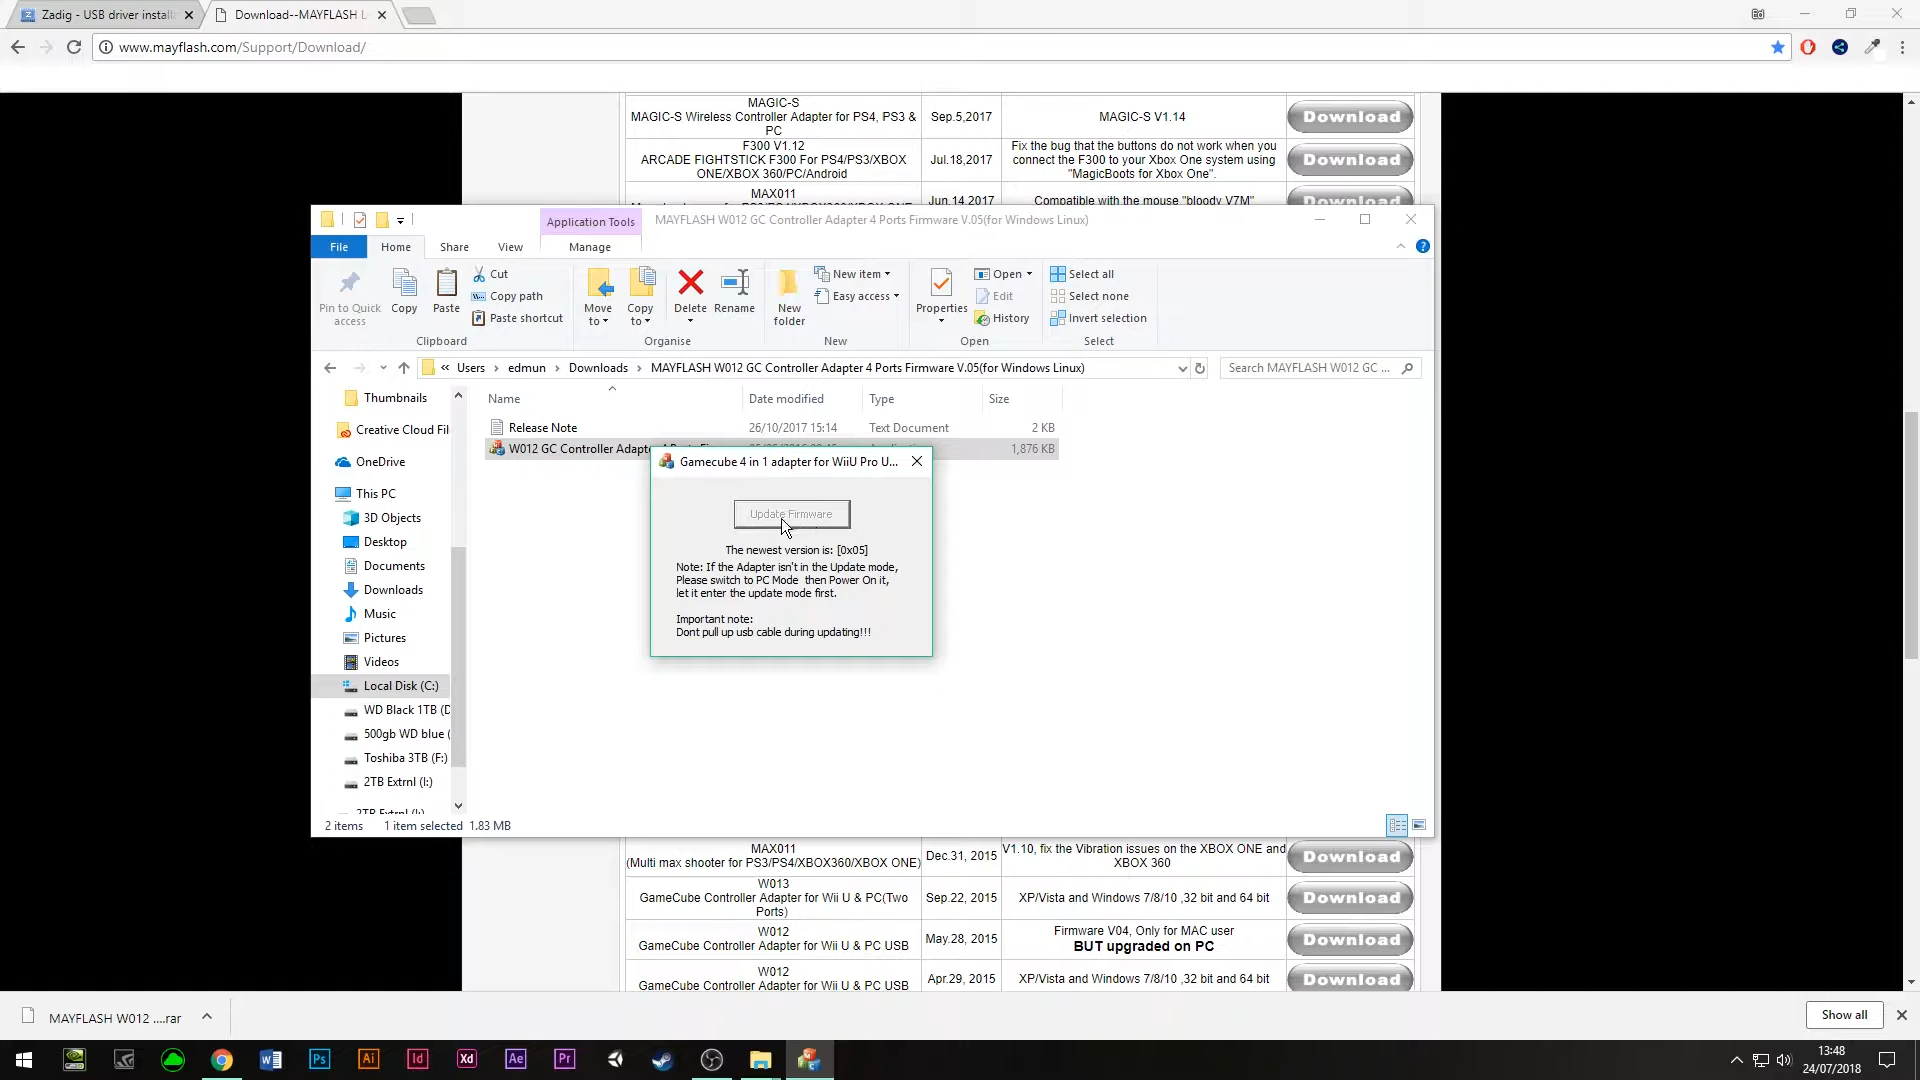 Zadig - USB driver install
Download--MAYFLASH L
www.mayflash.com/Support/Download/
MAGIC-S
MAGIC-S Wireless Controller Adapter for PS4, PS3 &
PC
Sep.5,2017
MAGIC-S V1.14
Download
F300 V1.12
ARCADE FIGHTSTICK F300 For PS4/PS3/XBOX
ONE/XBOX 360/PC/Android
Jul.18,2017
Fix the bug that the buttons do not work when you
connect the F300 to your Xbox One system using
"MagicBoots for Xbox One".
Download
MAX011
Jun.14,2017
Compatible with the mouse "bloody V7M"
Download
Application Tools
MAYFLASH W012 GC Controller Adapter 4 Ports Firmware V.05(for Windows Linux)
File
Home
Share
View
Manage
Pin to Quick
access
Copy
Paste
Cut
Copy path
Paste shortcut
Clipboard
Move
to
Copy
to
Delete
Rename
Organise
New
folder
New item
Easy access
New
Properties
Open
Edit
History
Open
Select all
Select none
Invert selection
Select
« Users > edmun > Downloads > MAYFLASH W012 GC Controller Adapter 4 Ports Firmware V.05(for Windows Linux)
Search MAYFLASH W012 GC ...
Name
Date modified
Type
Size
Release Note
26/10/2017 15:14
Text Document
2 KB
W012 GC Controller Adapte
1,876 KB
Thumbnails
Creative Cloud Fil
OneDrive
This PC
3D Objects
Desktop
Documents
Downloads
Music
Pictures
Videos
Local Disk (C:)
WD Black 1TB (D
500gb WD blue (
Toshiba 3TB (F:)
2TB Extrnl (I:)
2TB Extrnl (I:)
Gamecube 4 in 1 adapter for WiiU Pro U...
Update Firmware
The newest version is: [0x05]
Note: If the Adapter isn't in the Update mode,
Please switch to PC Mode then Power On it,
let it enter the update mode first.
Important note:
Dont pull up usb cable during updating!!!
2 items
1 item selected 1.83 MB
MAX011
(Multi max shooter for PS3/PS4/XBOX360/XBOX ONE)
Dec.31, 2015
V1.10, fix the Vibration issues on the XBOX ONE and
XBOX 360
Download
W013
GameCube Controller Adapter for Wii U & PC(Two
Ports)
Sep.22, 2015
XP/Vista and Windows 7/8/10 ,32 bit and 64 bit
Download
W012
GameCube Controller Adapter for Wii U & PC USB
May.28, 2015
Firmware V04, Only for MAC user
BUT upgraded on PC
Download
W012
GameCube Controller Adapter for Wii U & PC USB
Apr.29, 2015
XP/Vista and Windows 7/8/10 ,32 bit and 64 bit
Download
MAYFLASH W012 ....rar
Show all
Ps
Ai
Id
Xd
Ae
Pr
13:48
24/07/2018